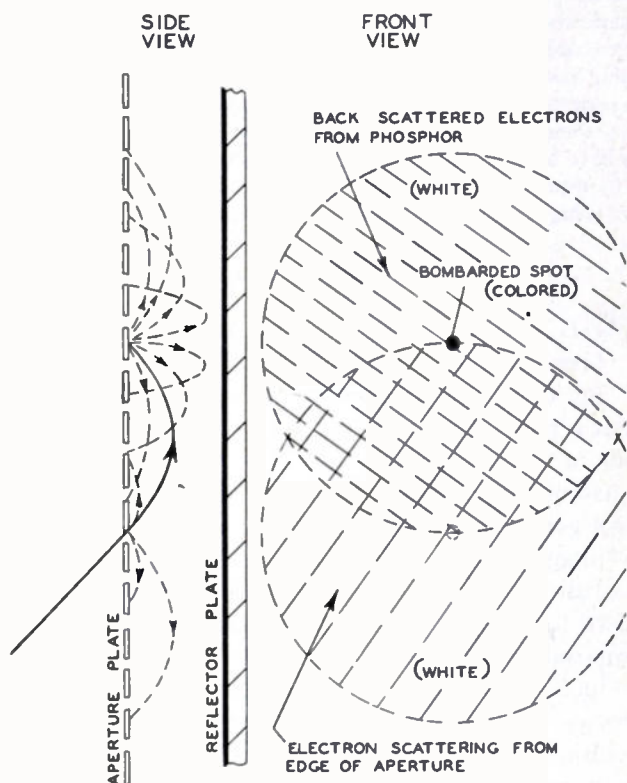 SIDE
VIEW
FRONT
VIEW
BACK SCATTERED ELECTRONS
FROM PHOSPHOR
(WHITE)
BOMBARDED SPOT
(COLORED)
APERTURE PLATE
REFLECTOR PLATE
(WHITE)
ELECTRON SCATTERING FROM
EDGE OF APERTURE